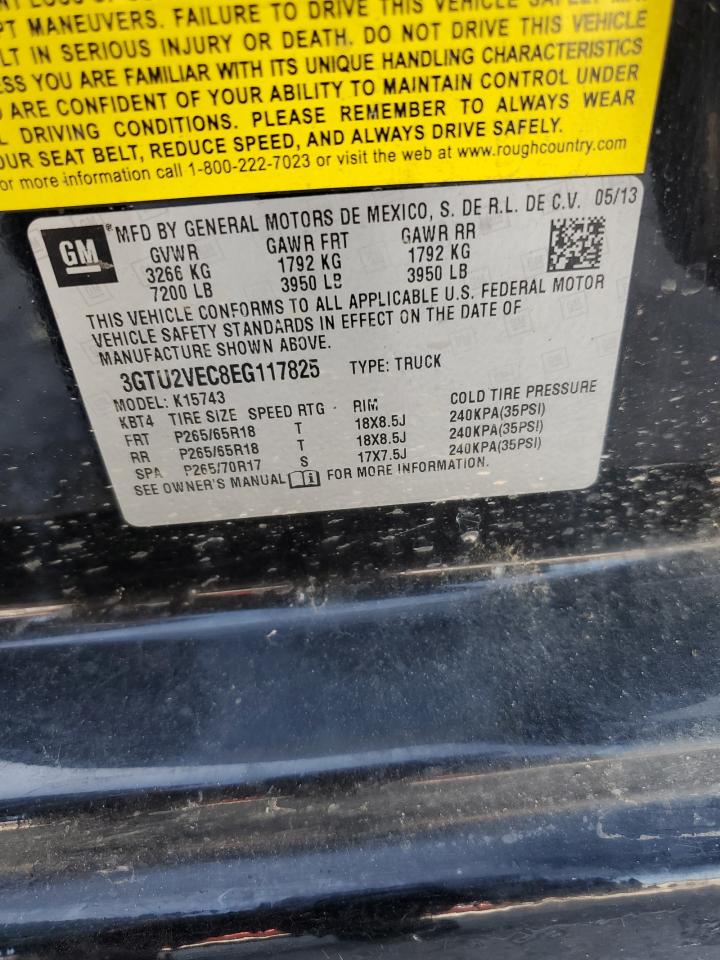 PT MANEUVERS. FAILURE TO DRIVE THIS VEHICLE SAFELY MAY
LT IN SERIOUS INJURY OR DEATH. DO NOT DRIVE THIS VEHICLE
ESS YOU ARE FAMILIAR WITH ITS UNIQUE HANDLING CHARACTERISTICS
ARE CONFIDENT OF YOUR ABILITY TO MAINTAIN CONTROL UNDER
L DRIVING CONDITIONS. PLEASE REMEMBER TO ALWAYS WEAR
OUR SEAT BELT, REDUCE SPEED, AND ALWAYS DRIVE SAFELY.
or more information call 1-800-222-7023 or visit the web at www.roughcountry.com
GM ® MFD BY GENERAL MOTORS DE MEXICO, S. DE R.L. DE C.V. 05/13
GVWR GAWR FRT GAWR RR
3266 KG 1792 KG 1792 KG
7200 LB 3950 LB 3950 LB
THIS VEHICLE CONFORMS TO ALL APPLICABLE U.S. FEDERAL MOTOR
VEHICLE SAFETY STANDARDS IN EFFECT ON THE DATE OF
MANUFACTURE SHOWN ABOVE.
3GTU2VEC8EG117825 TYPE: TRUCK
MODEL: K15743
KBT4 TIRE SIZE SPEED RTG RIM COLD TIRE PRESSURE
FRT P265/65R18 T 18X8.5J 240KPA(35PSI)
RR P265/65R18 T 18X8.5J 240KPA(35PSI)
SPA P265/70R17 S 17X7.5J 240KPA(35PSI)
SEE OWNER'S MANUAL FOR MORE INFORMATION.